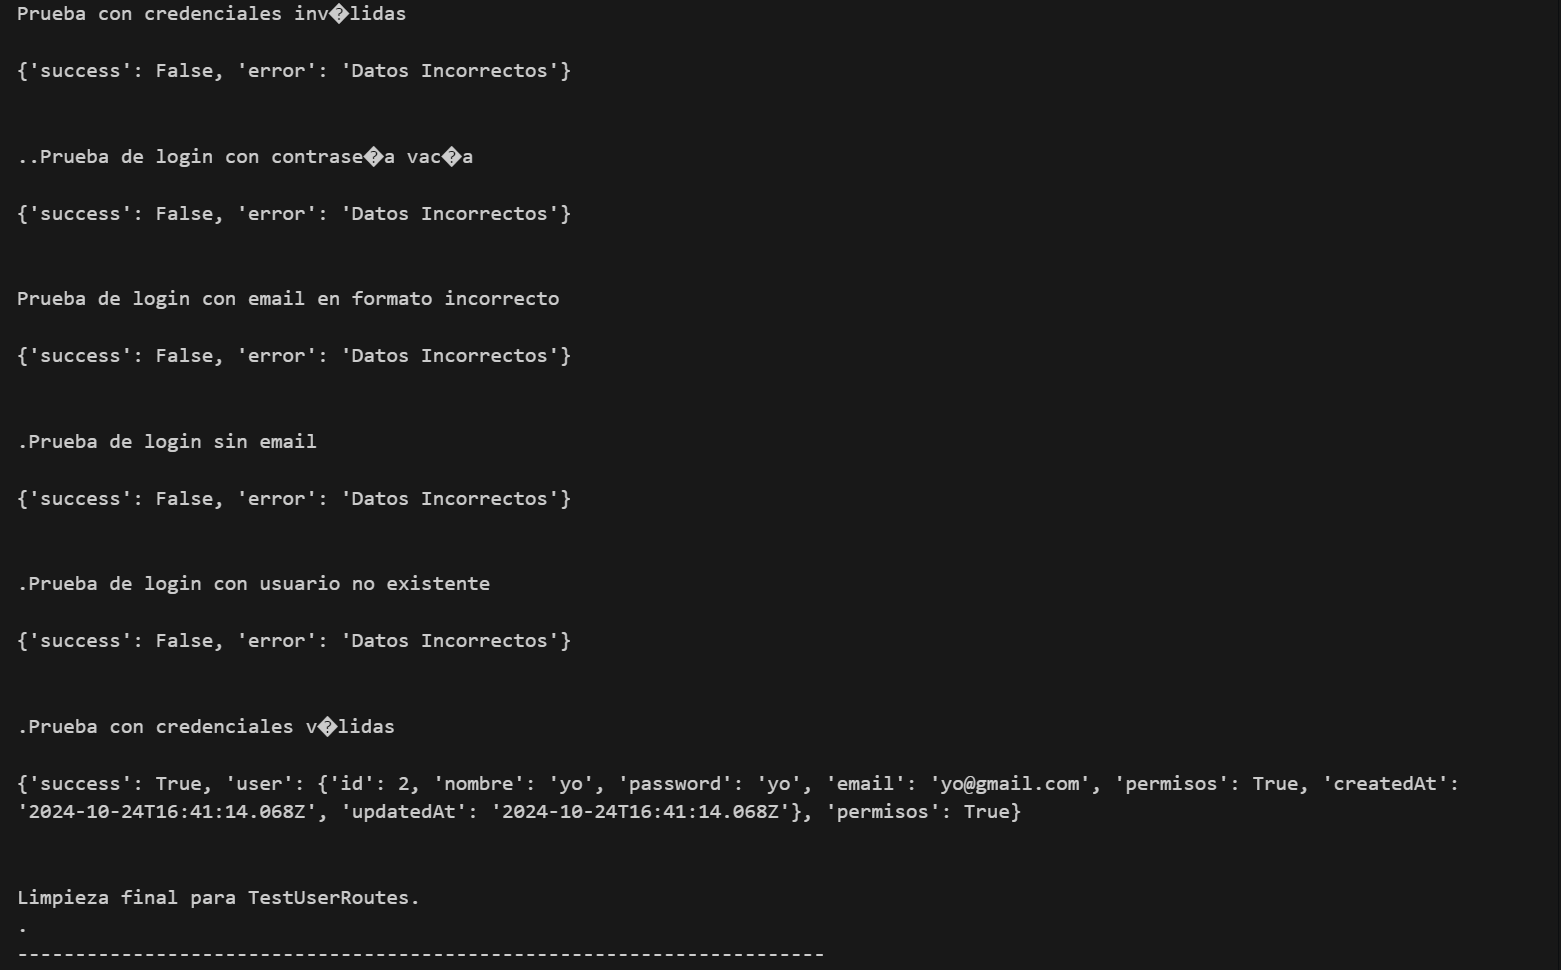 Prueba con credenciales inv�lidas
{'success': False, 'error': 'Datos Incorrectos'}
..Prueba de login con contrase�a vac�a
{'success': False, 'error': 'Datos Incorrectos'}
Prueba de login con email en formato incorrecto
{'success': False, 'error': 'Datos Incorrectos'}
.Prueba de login sin email
{'success': False, 'error': 'Datos Incorrectos'}
.Prueba de login con usuario no existente
{'success': False, 'error': 'Datos Incorrectos'}
.Prueba con credenciales v�lidas
{'success': True, 'user': {'id': 2, 'nombre': 'yo', 'password': 'yo', 'email': 'yo@gmail.com', 'permisos': True, 'createdAt':
'2024-10-24T16:41:14.068Z', 'updatedAt': '2024-10-24T16:41:14.068Z'}, 'permisos': True}
Limpieza final para TestUserRoutes.
.
----------------------------------------------------------------------